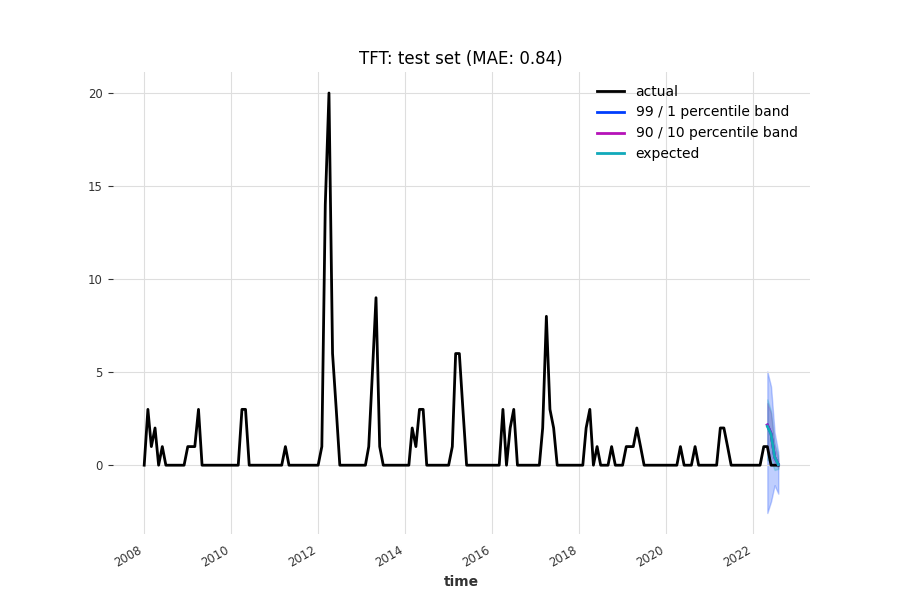 TFT: test set (MAE: 0.84)
actual
99 / 1 percentile band
90 / 10 percentile band
expected
20
15
10
5
0
2008
2010
2012
2014
2016
2018
2020
2022
time